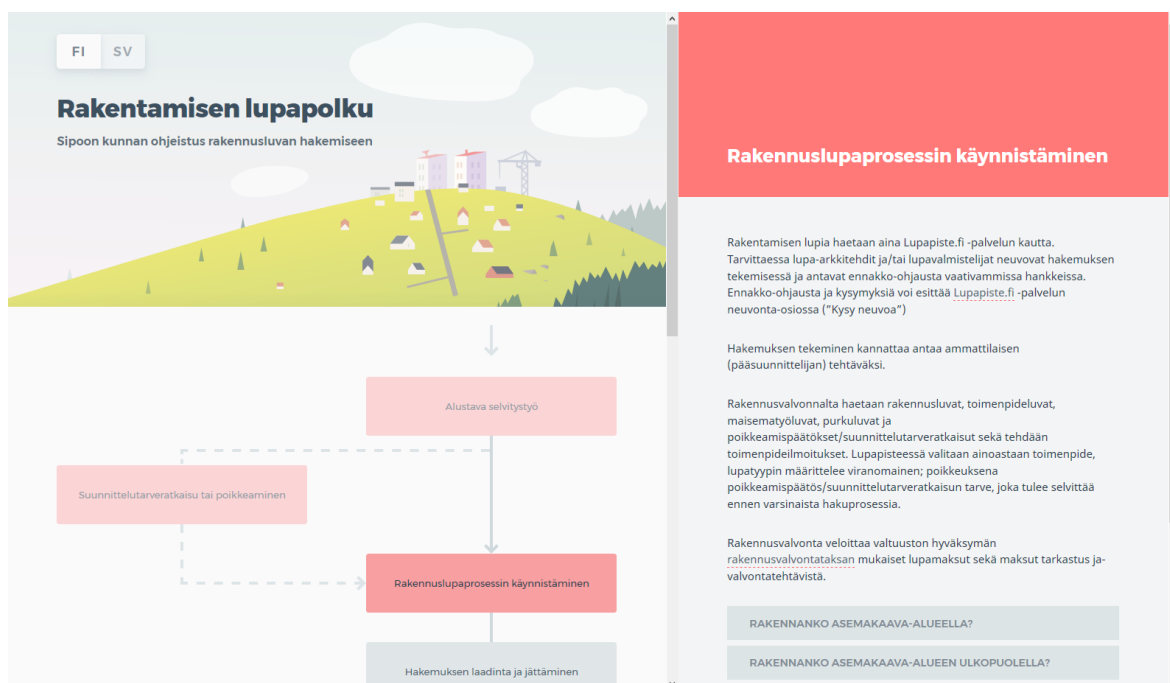 FI SV
Rakentamisen lupapolku
Sipoon kunnan ohjeistus rakennusluvan hakemiseen
Alustava selvitystyö
Suunnittelutarveratkaisu tai poikkeaminen
Rakennuslupaprosessin käynnistäminen
Hakemuksen laadinta ja jättäminen
Rakennuslupaprosessin käynnistäminen
Rakentamisen lupia haetaan aina Lupapiste.fi -palvelun kautta.
Tarvittaessa lupa-arkkitehdit ja/tai lupavalmistelijat neuvovat hakemuksen
tekemisessä ja antavat ennakko-ohjausta vaativammissa hankkeissa.
Ennakko-ohjausta ja kysymyksiä voi esittää Lupapiste.fi -palvelun
neuvonta-osiossa ("Kysy neuvoa")
Hakemuksen tekeminen kannattaa antaa ammattilaisen
(pääsuunnittelijan) tehtäväksi.
Rakennusvalvonnalta haetaan rakennusluvat, toimenpideluvat,
maisematyöluvat, purkuluvat ja
poikkeamispäätökset/suunnittelutarveratkaisut sekä tehdään
toimenpideilmoitukset. Lupapisteessä valitaan ainoastaan toimenpide,
lupatyypin määrittelee viranomainen; poikkeuksena
poikkeamispäätös/suunnittelutarveratkaisun tarve, joka tulee selvittää
ennen varsinaista hakuprosessia.
Rakennusvalvonta veloittaa valtuuston hyväksymän
rakennusvalvontataksan mukaiset lupamaksut sekä maksut tarkastus ja-
valvontatehtävistä.
RAKENNANKO ASEMAKAAVA-ALUEELLA?
RAKENNANKO ASEMAKAAVA-ALUEEN ULKOPUOLELLA?